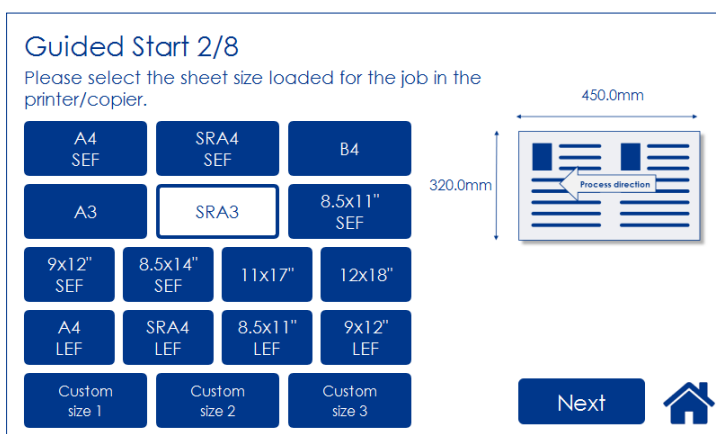 Guided Start 2/8
Please select the sheet size loaded for the job in the
printer/copier.
450.0mm
320.0mm
Process direction
A4
SEF
SRA4
SEF
B4
A3
SRA3
8.5x11"
SEF
9x12"
SEF
8.5x14"
SEF
11x17"
12x18"
A4
LEF
SRA4
LEF
8.5x11"
LEF
9x12"
LEF
Custom
size 1
Custom
size 2
Custom
size 3
Next